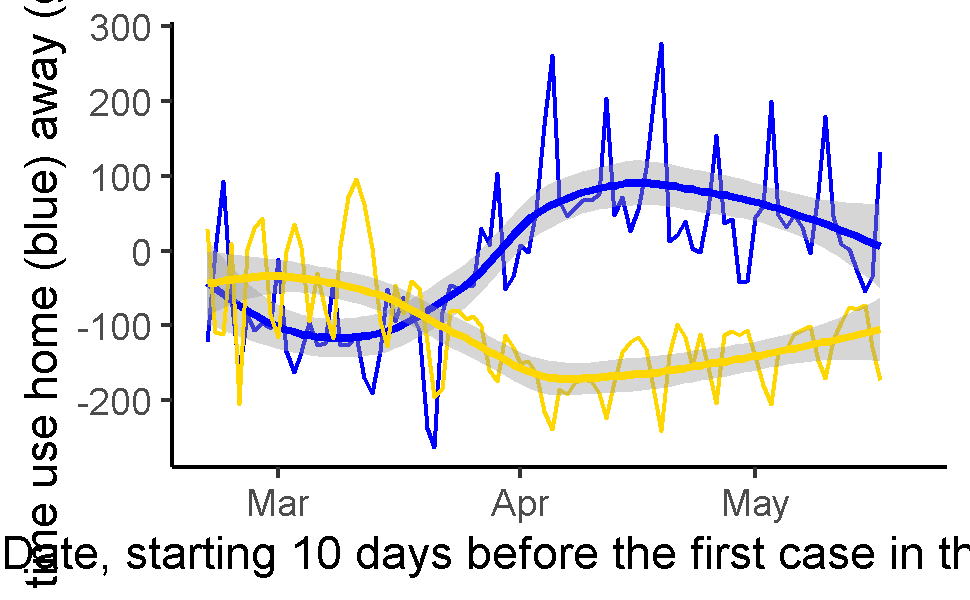 time use home (blue) away (
300
200
100
0
-100
-200
Mar Apr May
Date, starting 10 days before the first case in th